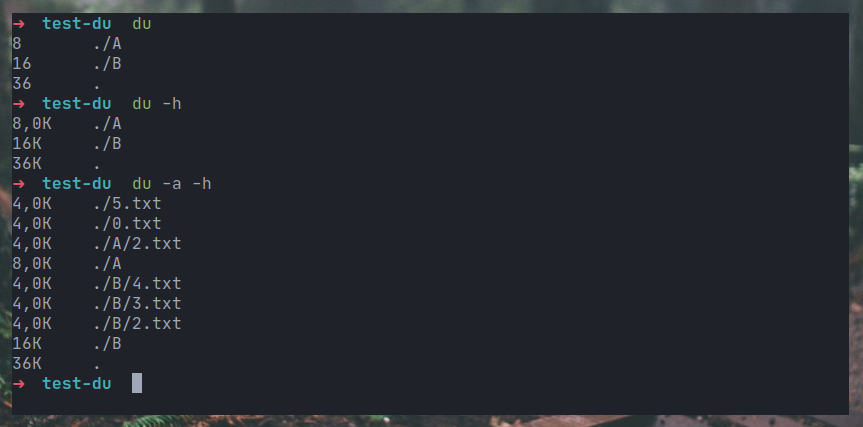 ➜  test-du  du
8       ./A
16      ./B
36      .
➜  test-du  du -h
8,0K    ./A
16K     ./B
36K     .
➜  test-du  du -a -h
4,0K    ./5.txt
4,0K    ./0.txt
4,0K    ./A/2.txt
8,0K    ./A
4,0K    ./B/4.txt
4,0K    ./B/3.txt
4,0K    ./B/2.txt
16K     ./B
36K     .
➜  test-du